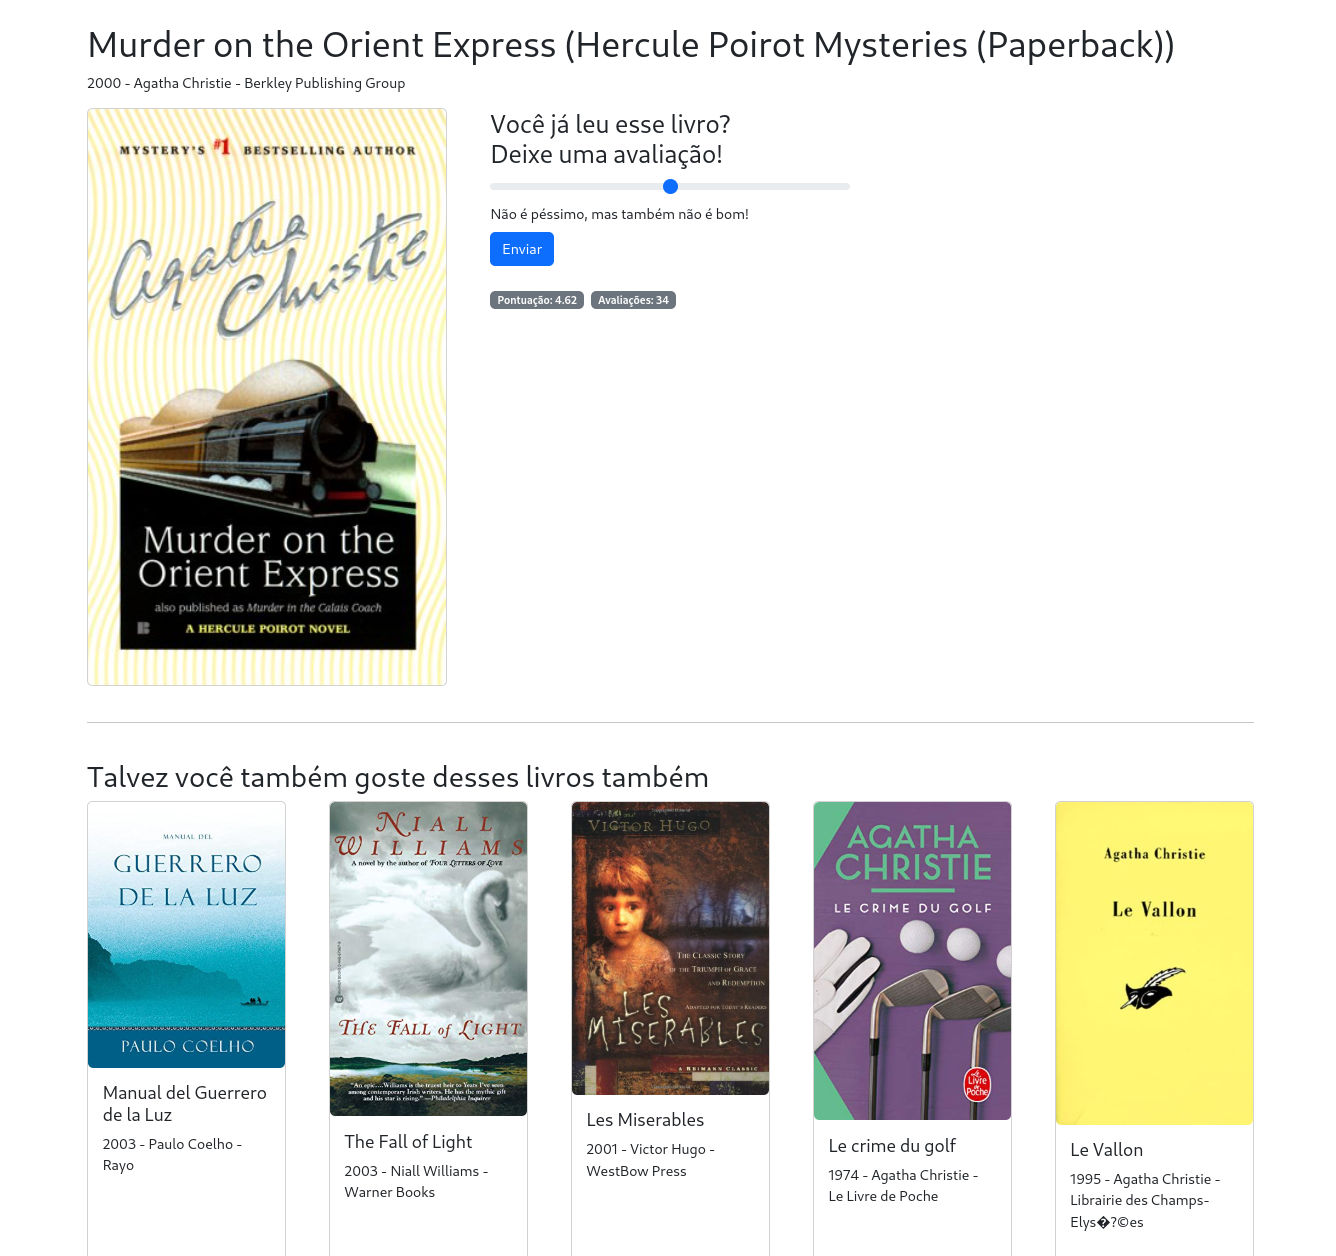 Murder on the Orient Express (Hercule Poirot Mysteries (Paperback))
2000 - Agatha Christie - Berkley Publishing Group
MYSTERY'S #1 BESTSELLING AUTHOR
Agatha
Christie
Murder on the
Orient Express
also published as Murder in the Calais Coach
B
A HERCULE POIROT NOVEL
Você já leu esse livro?
Deixe uma avaliação!
Não é péssimo, mas também não é bom!
Enviar
Pontuação: 4.62 Avaliações: 34
Talvez você também goste desses livros também
MANUAL DEL
GUERRERO
DE LA LUZ
PAULO COELHO
Manual del Guerrero
de la Luz
2003 - Paulo Coelho -
Rayo
NIALL
WILLIAMS
A novel by the author of FOUR LETTERS OF LOVE
THE FALL of LIGHT
"An epic....Williams is the truest heir to Yeats I've seen
among contemporary Irish writers. He has the mythic gift
and his star is rising." —Philadelphia Inquirer
The Fall of Light
2003 - Niall Williams -
Warner Books
VICTOR HUGO
THE CLASSIC STORY
OF THE TRIUMPH OF GRACE
AND REDEMPTION
ADAPTED FOR TODAY'S READERS
LES
MISERABLES
A REIMANN CLASSIC
Les Miserables
2001 - Victor Hugo -
WestBow Press
AGATHA
CHRISTIE
LE CRIME DU GOLF
Le
Livre
de
Poche
Le crime du golf
1974 - Agatha Christie -
Le Livre de Poche
Agatha Christie
Le Vallon
Le Vallon
1995 - Agatha Christie -
Librairie des Champs-
Elys�?©es